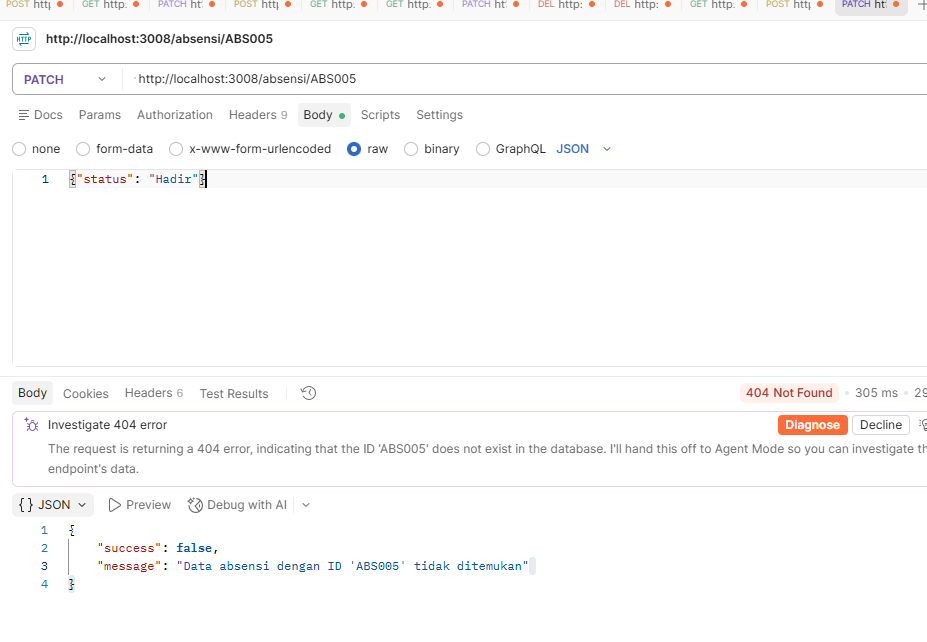 POST http GET http. PATCH ht POST http GET http. GET http. PATCH ht DEL http: DEL http: GET http. POST http PATCH ht
HTTP http://localhost:3008/absensi/ABS005
PATCH http://localhost:3008/absensi/ABS005
Docs Params Authorization Headers 9 Body Scripts Settings
none form-data x-www-form-urlencoded raw binary GraphQL JSON
1 {"status": "Hadir"}
Body Cookies Headers 6 Test Results 404 Not Found • 305 ms • 29
Investigate 404 error Diagnose Decline
The request is returning a 404 error, indicating that the ID 'ABS005' does not exist in the database. I'll hand this off to Agent Mode so you can investigate th
endpoint's data.
{} JSON Preview Debug with AI
1 {
2 "success": false,
3 "message": "Data absensi dengan ID 'ABS005' tidak ditemukan"
4 }